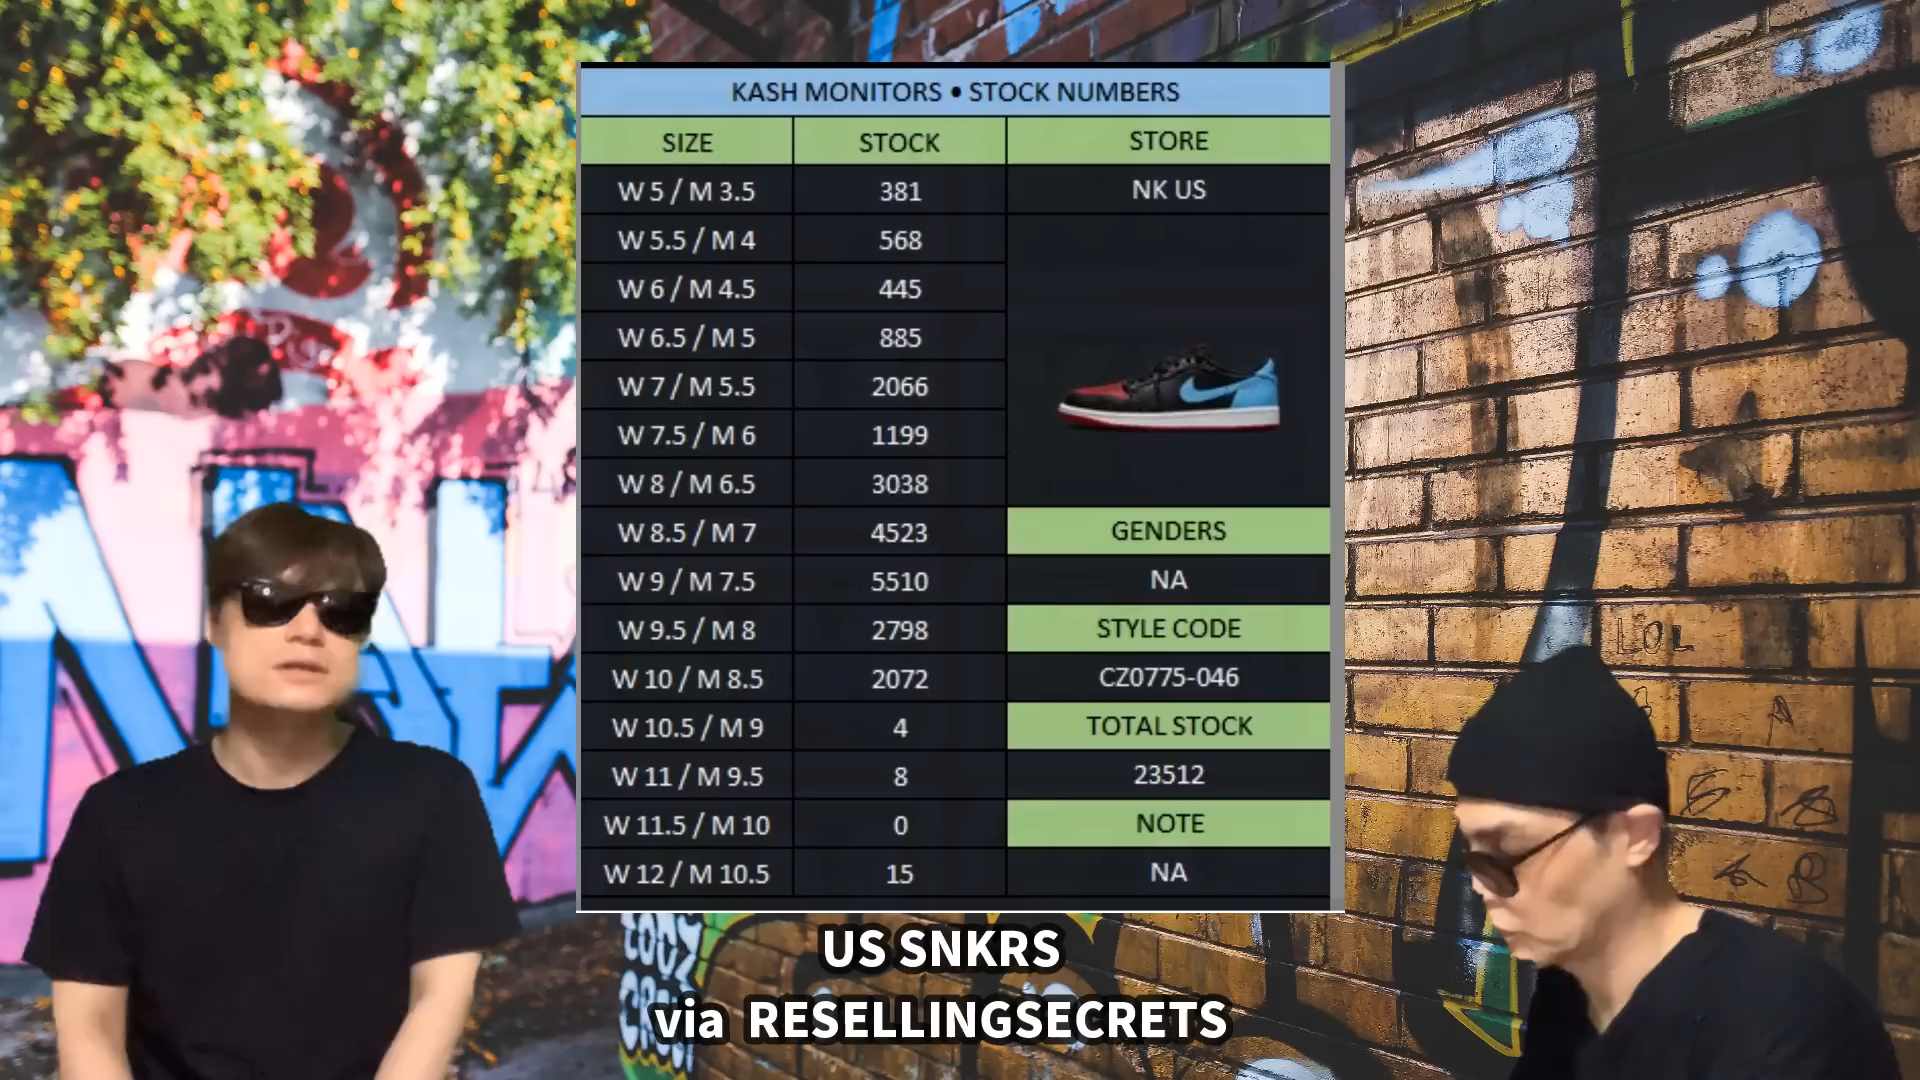 KASH MONITORS • STOCK NUMBERS
SIZE STOCK STORE
W 5 / M 3.5 381 NK US
W 5.5 / M 4 568
W 6 / M 4.5 445
W 6.5 / M 5 885
W 7 / M 5.5 2066
W 7.5 / M 6 1199
W 8 / M 6.5 3038
W 8.5 / M 7 4523 GENDERS
W 9 / M 7.5 5510 NA
W 9.5 / M 8 2798 STYLE CODE
W 10 / M 8.5 2072 CZ0775-046
W 10.5 / M 9 4 TOTAL STOCK
W 11 / M 9.5 8 23512
W 11.5 / M 10 0 NOTE
W 12 / M 10.5 15 NA
LOL
US SNKRS
via RESELLINGSECRETS